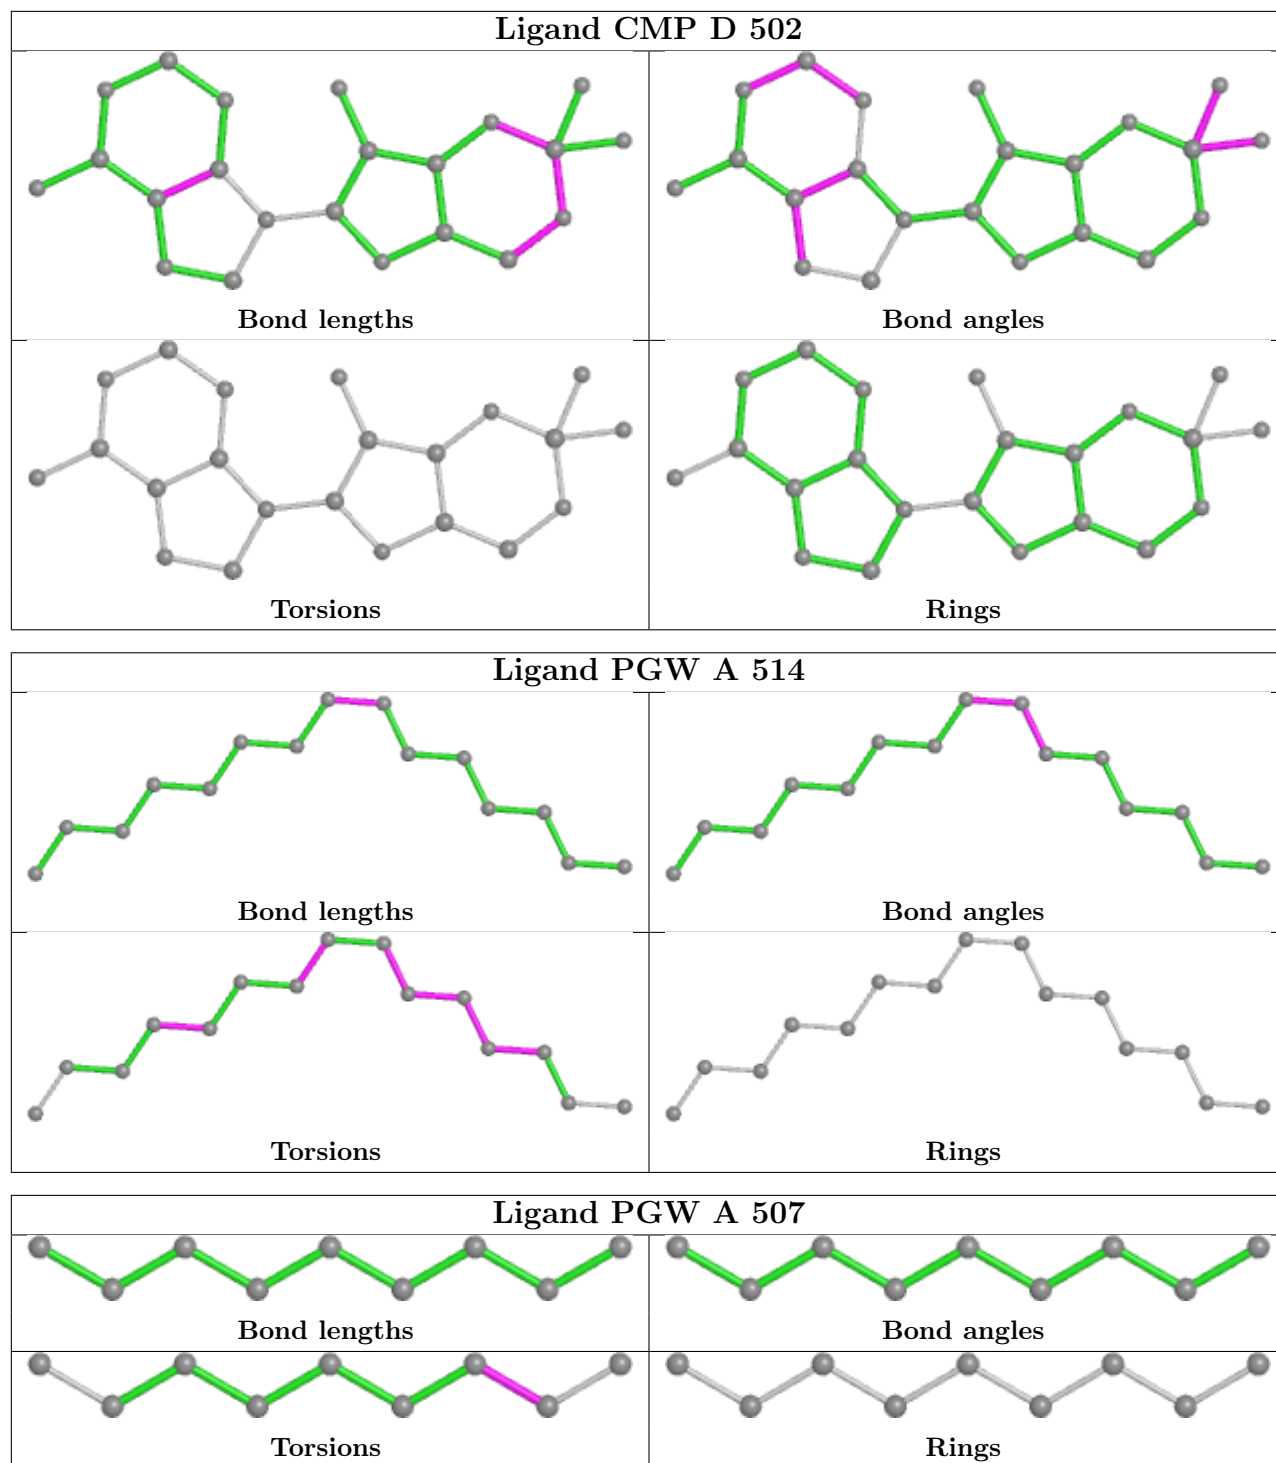 Ligand CMP D 502
Bond lengths
Bond angles
Torsions
Rings
Ligand PGW A 514
Bond lengths
Bond angles
Torsions
Rings
Ligand PGW A 507
Bond lengths
Bond angles
Torsions
Rings